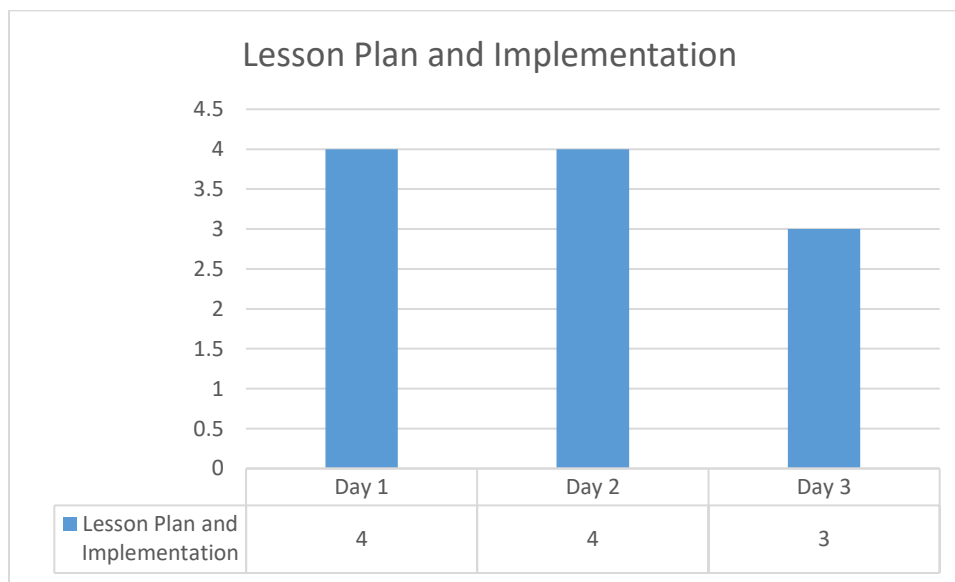 Lesson Plan and Implementation
4.5
4
3.5
3
2.5
2
1.5
1
0.5
0
Day 1 Day 2 Day 3
Lesson Plan and
Implementation
4 4 3